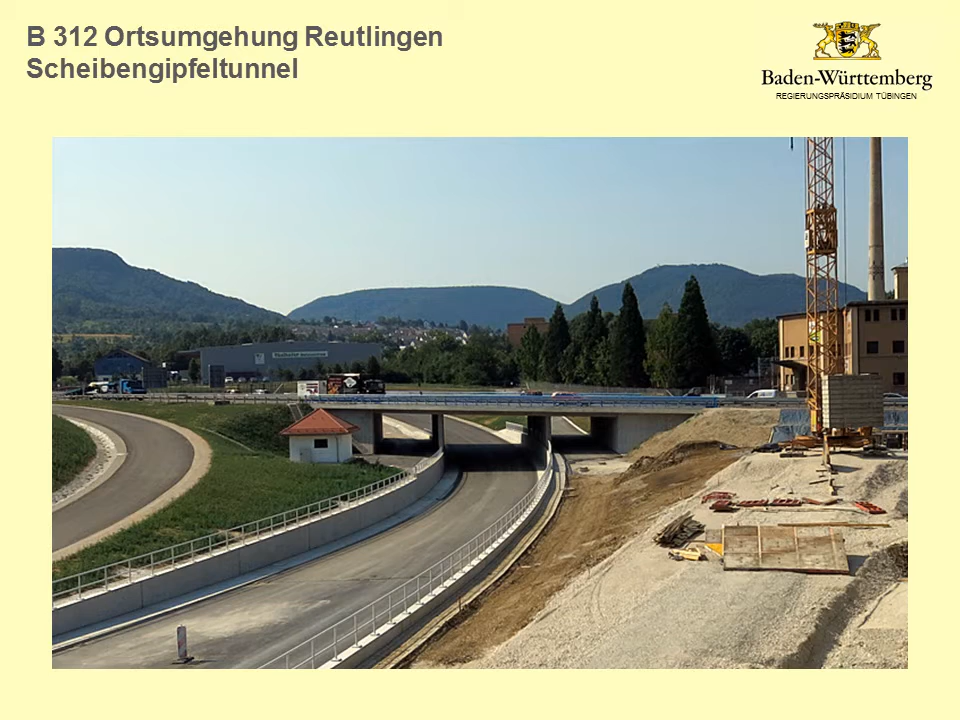 B 312 Ortsumgehung Reutlingen
Scheibengipfeltunnel
Baden-Württemberg
REGIERUNGSPRÄSIDIUM TÜBINGEN